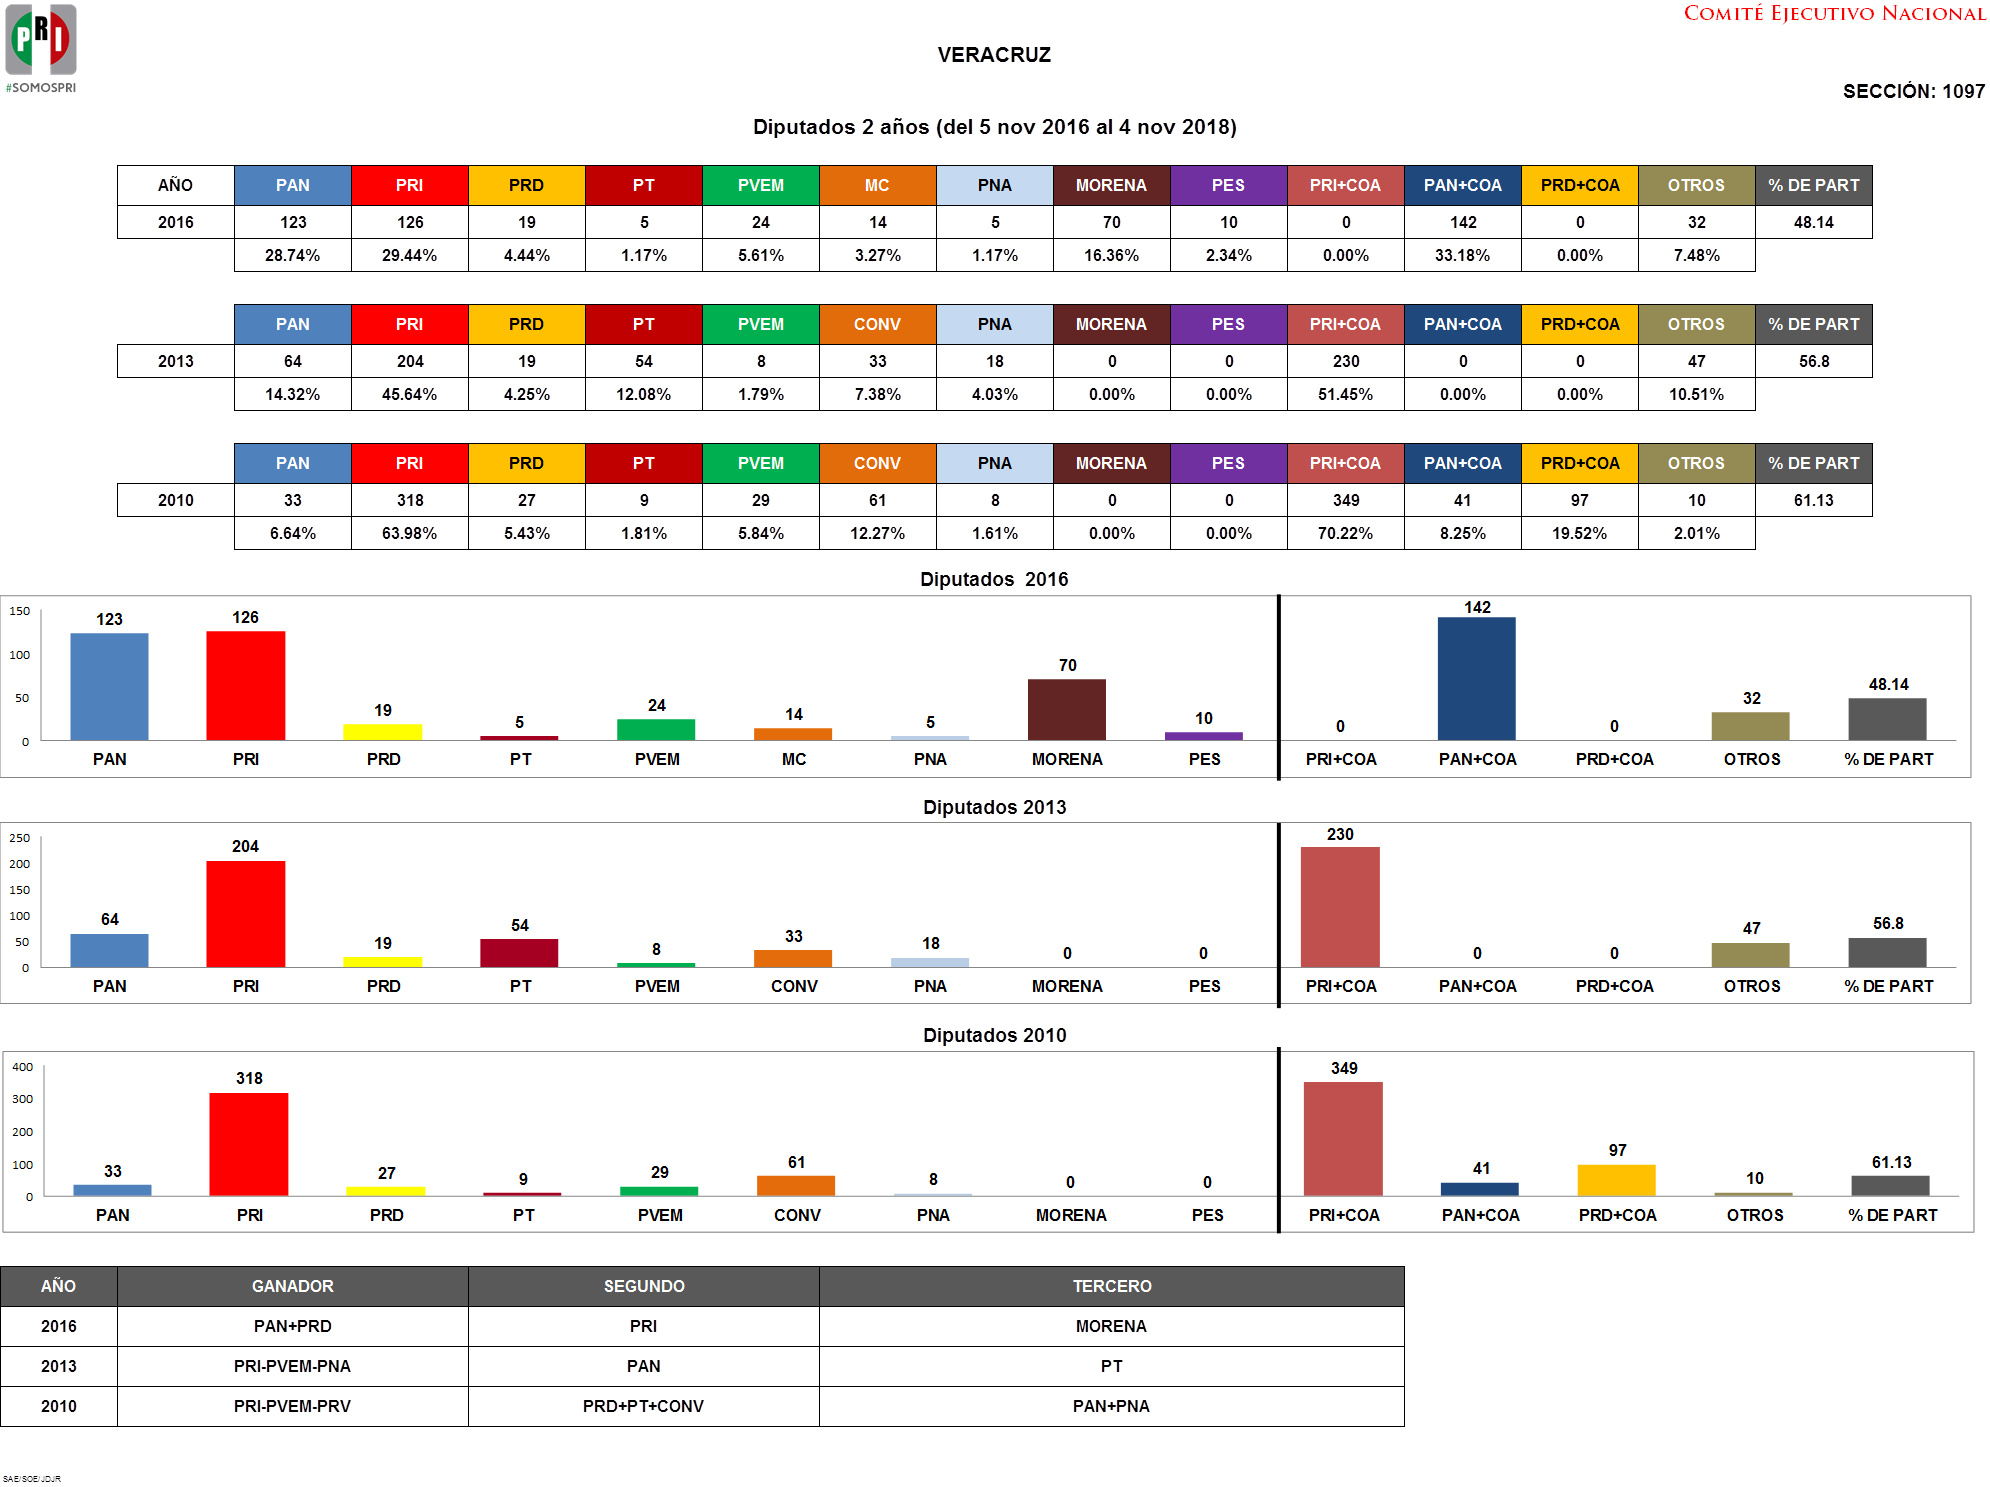 PRI
#SOMOSPRI
COMITÉ EJECUTIVO NACIONAL
VERACRUZ
SECCIÓN: 1097
Diputados 2 años (del 5 nov 2016 al 4 nov 2018)
AÑO PAN PRI PRD PT PVEM MC PNA MORENA PES PRI+COA PAN+COA PRD+COA OTROS % DE PART
2016 123 126 19 5 24 14 5 70 10 0 142 0 32 48.14
28.74% 29.44% 4.44% 1.17% 5.61% 3.27% 1.17% 16.36% 2.34% 0.00% 33.18% 0.00% 7.48%
PAN PRI PRD PT PVEM CONV PNA MORENA PES PRI+COA PAN+COA PRD+COA OTROS % DE PART
2013 64 204 19 54 8 33 18 0 0 230 0 0 47 56.8
14.32% 45.64% 4.25% 12.08% 1.79% 7.38% 4.03% 0.00% 0.00% 51.45% 0.00% 0.00% 10.51%
PAN PRI PRD PT PVEM CONV PNA MORENA PES PRI+COA PAN+COA PRD+COA OTROS % DE PART
2010 33 318 27 9 29 61 8 0 0 349 41 97 10 61.13
6.64% 63.98% 5.43% 1.81% 5.84% 12.27% 1.61% 0.00% 0.00% 70.22% 8.25% 19.52% 2.01%
Diputados  2016
150
100
50
0
123 126 19 5 24 14 5 70 10 0 142 0 32 48.14
PAN PRI PRD PT PVEM MC PNA MORENA PES PRI+COA PAN+COA PRD+COA OTROS % DE PART
Diputados 2013
250
200
150
100
50
0
64 204 19 54 8 33 18 0 0 230 0 0 47 56.8
PAN PRI PRD PT PVEM CONV PNA MORENA PES PRI+COA PAN+COA PRD+COA OTROS % DE PART
Diputados 2010
400
300
200
100
0
33 318 27 9 29 61 8 0 0 349 41 97 10 61.13
PAN PRI PRD PT PVEM CONV PNA MORENA PES PRI+COA PAN+COA PRD+COA OTROS % DE PART
AÑO GANADOR SEGUNDO TERCERO
2016 PAN+PRD PRI MORENA
2013 PRI-PVEM-PNA PAN PT
2010 PRI-PVEM-PRV PRD+PT+CONV PAN+PNA
SAE/SOE/JDJR